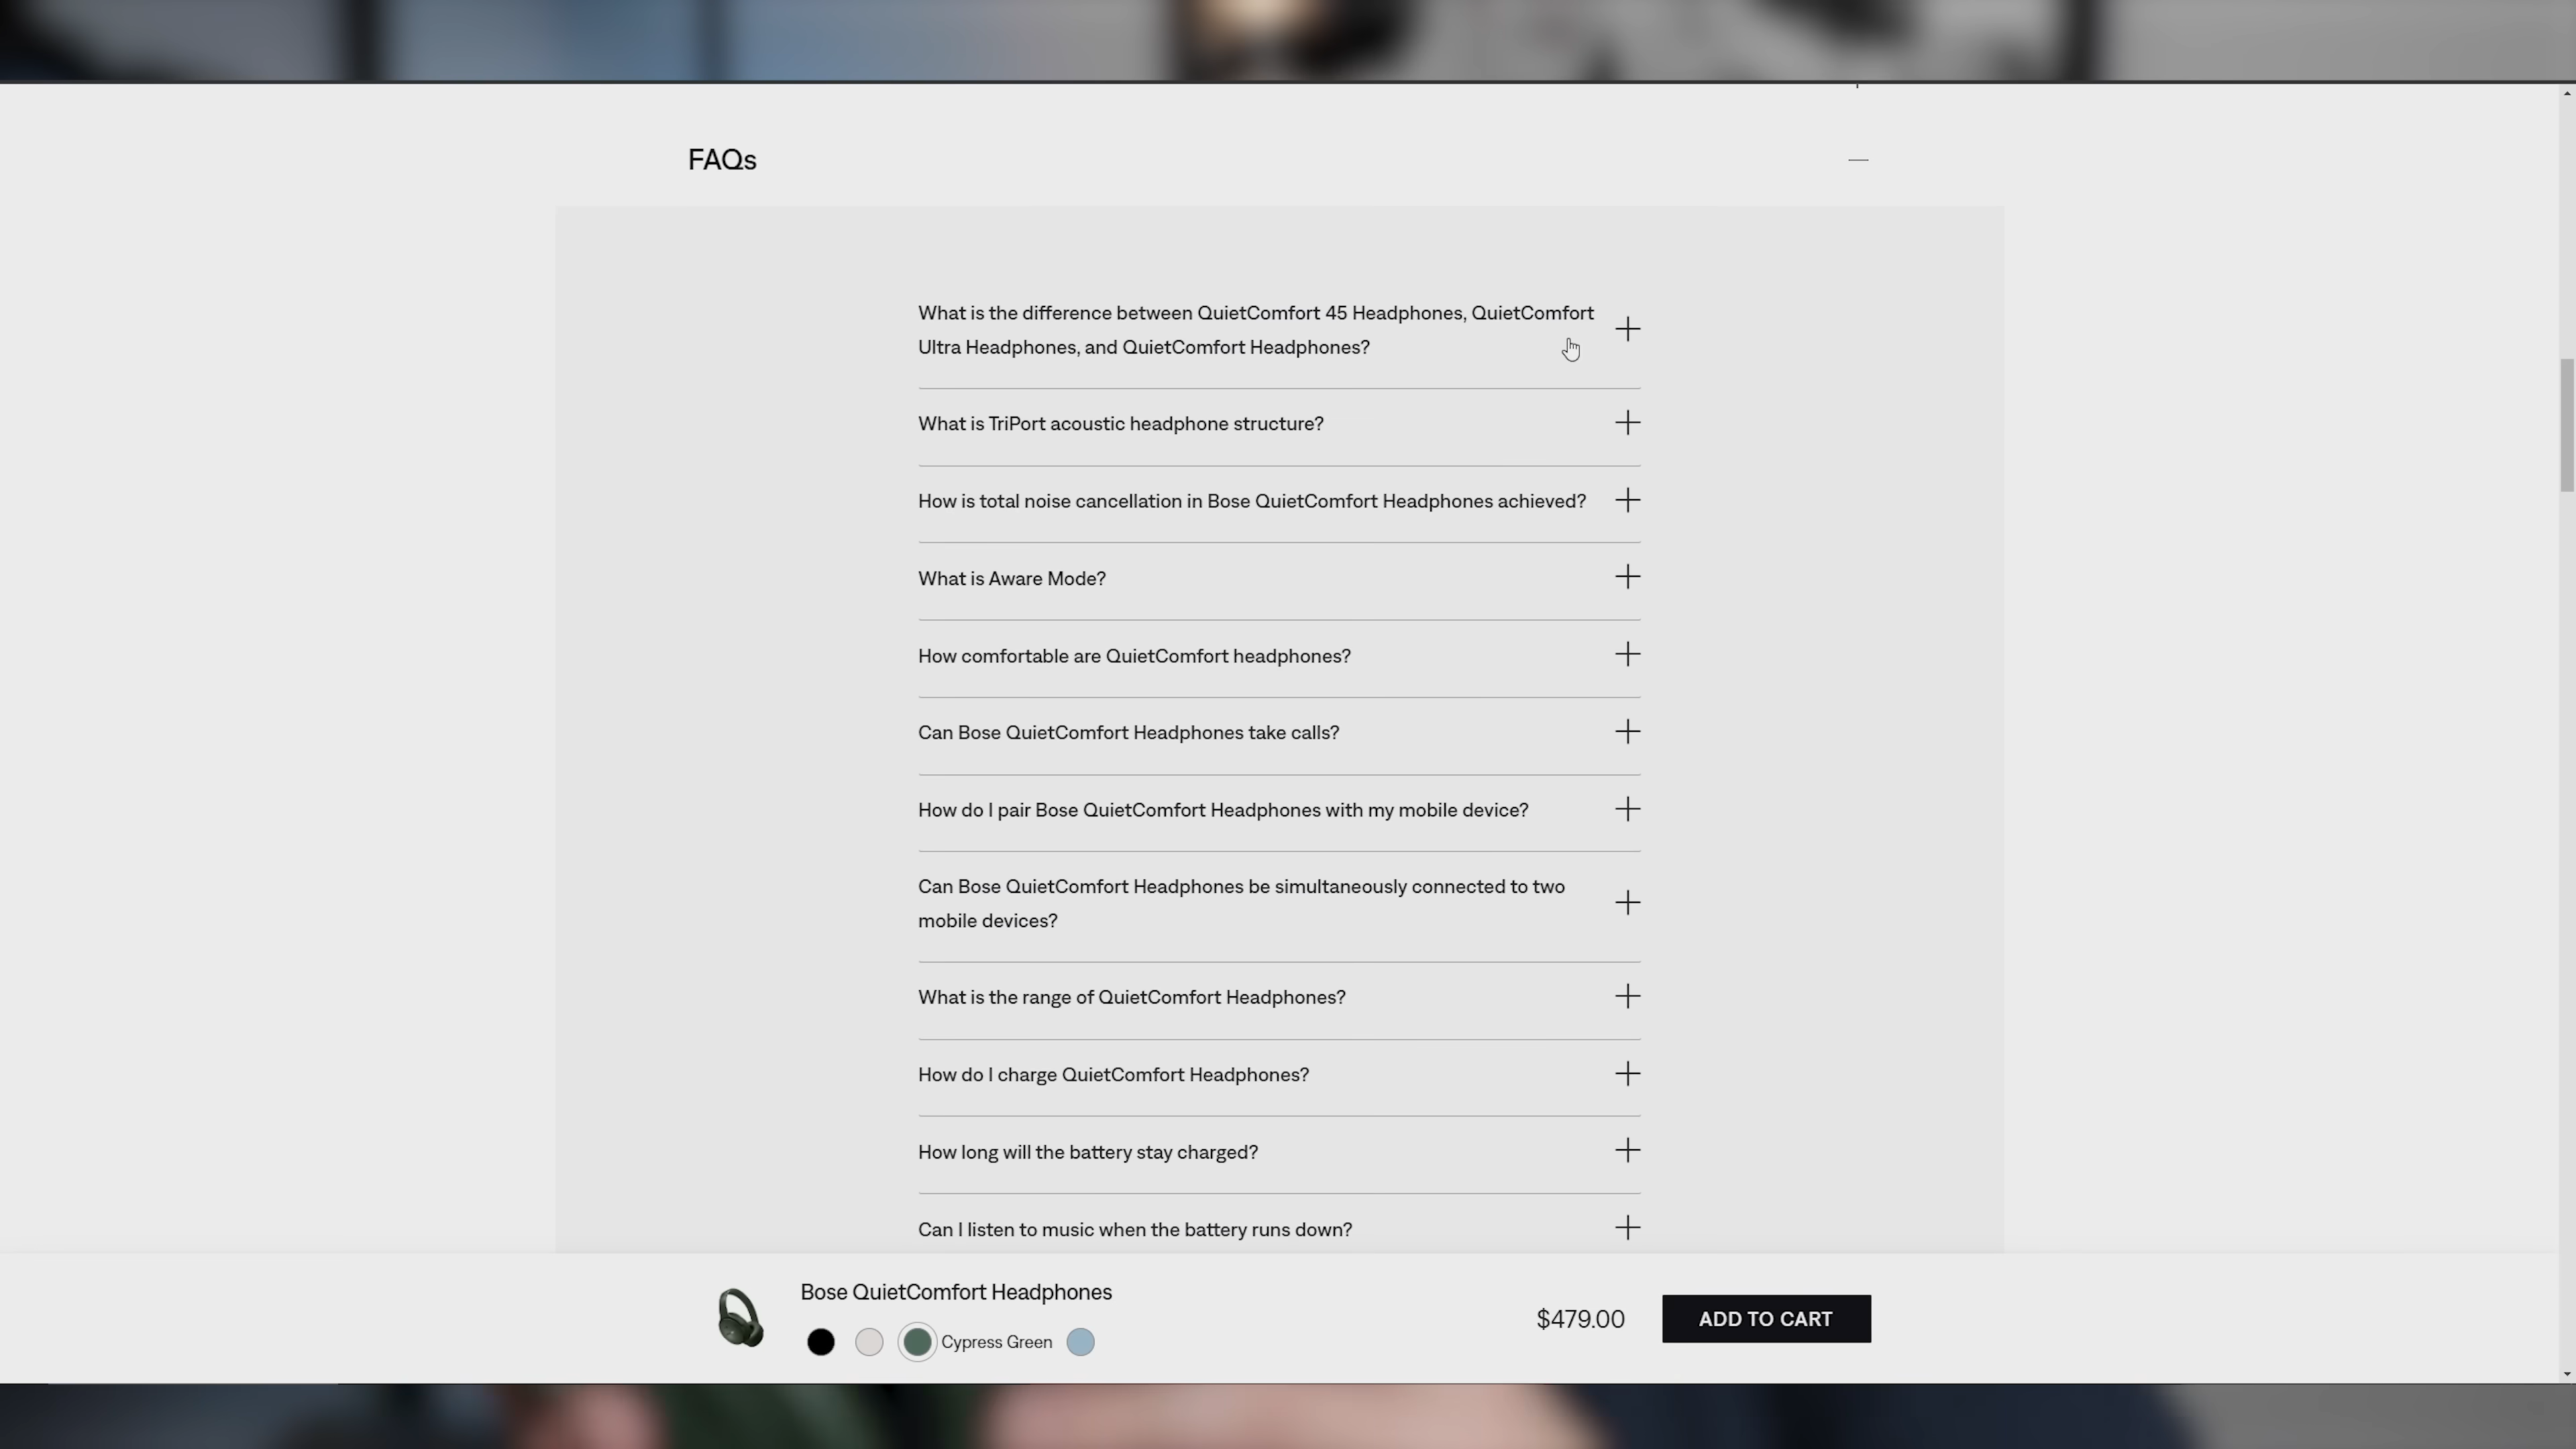 FAQs
What is the difference between QuietComfort 45 Headphones, QuietComfort
Ultra Headphones, and QuietComfort Headphones?
What is TriPort acoustic headphone structure?
How is total noise cancellation in Bose QuietComfort Headphones achieved?
What is Aware Mode?
How comfortable are QuietComfort headphones?
Can Bose QuietComfort Headphones take calls?
How do I pair Bose QuietComfort Headphones with my mobile device?
Can Bose QuietComfort Headphones be simultaneously connected to two
mobile devices?
What is the range of QuietComfort Headphones?
How do I charge QuietComfort Headphones?
How long will the battery stay charged?
Can I listen to music when the battery runs down?
Bose QuietComfort Headphones
Cypress Green
$479.00
ADD TO CART